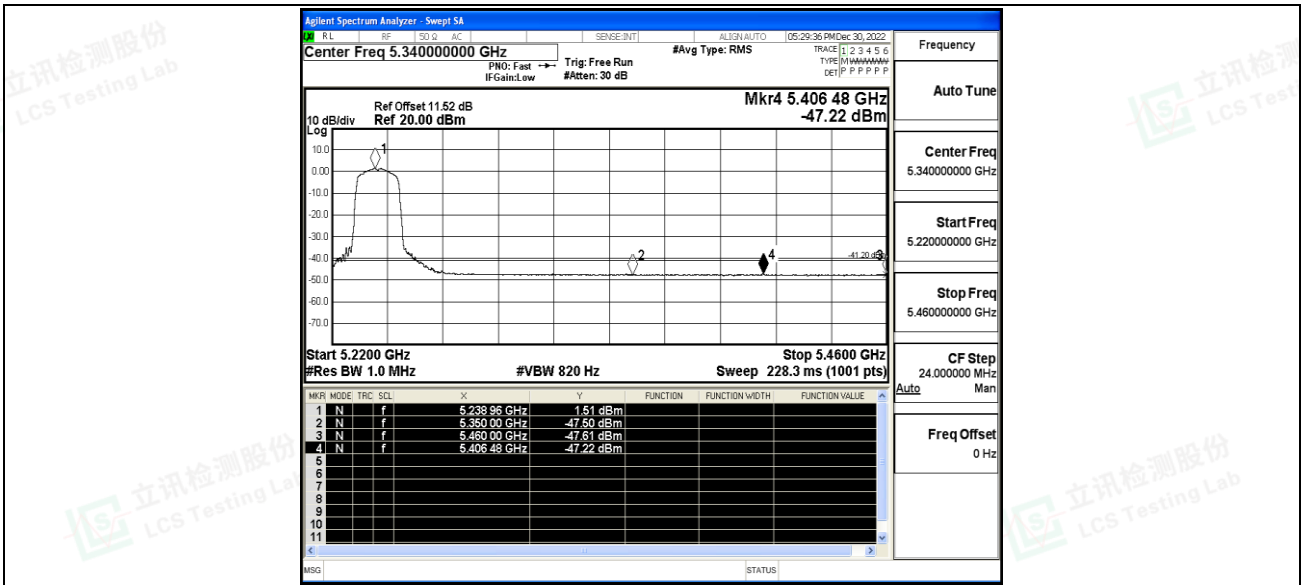 Agilent Spectrum Analyzer - Swept SA
LXI RL RF 50 Ω AC SENSE:INT ALIGN AUTO 05:29:36 PM Dec 30, 2022
Center Freq 5.340000000 GHz
PNO: Fast
IFGain:Low
Trig: Free Run
#Atten: 30 dB
#Avg Type: RMS
TRACE 1 2 3 4 5 6
TYPE M WWWWW
DET P P P P P P
Frequency
Auto Tune
Ref Offset 11.52 dB
10 dB/div Ref 20.00 dBm
Log
Mkr4 5.406 48 GHz
-47.22 dBm
10.0
0.00
-10.0
-20.0
-30.0
-40.0
-50.0
-60.0
-70.0
1
2
4
3
-41.20 dBm
Start 5.2200 GHz Stop 5.4600 GHz
#Res BW 1.0 MHz #VBW 820 Hz Sweep 228.3 ms (1001 pts)
Center Freq
5.340000000 GHz
Start Freq
5.220000000 GHz
Stop Freq
5.460000000 GHz
CF Step
24.000000 MHz
Auto Man
Freq Offset
0 Hz
MKR MODE TRC SCL X Y FUNCTION FUNCTION WIDTH FUNCTION VALUE
1 N f 5.238 96 GHz 1.51 dBm
2 N f 5.350 00 GHz -47.50 dBm
3 N f 5.460 00 GHz -47.61 dBm
4 N f 5.406 48 GHz -47.22 dBm
5
6
7
8
9
10
11
MSG STATUS
立讯检测股份
LCS Testing Lab
立讯检测
LCS Test
立讯检测股份
LCS Testing La
立讯检测股份
LCS Testing Lab